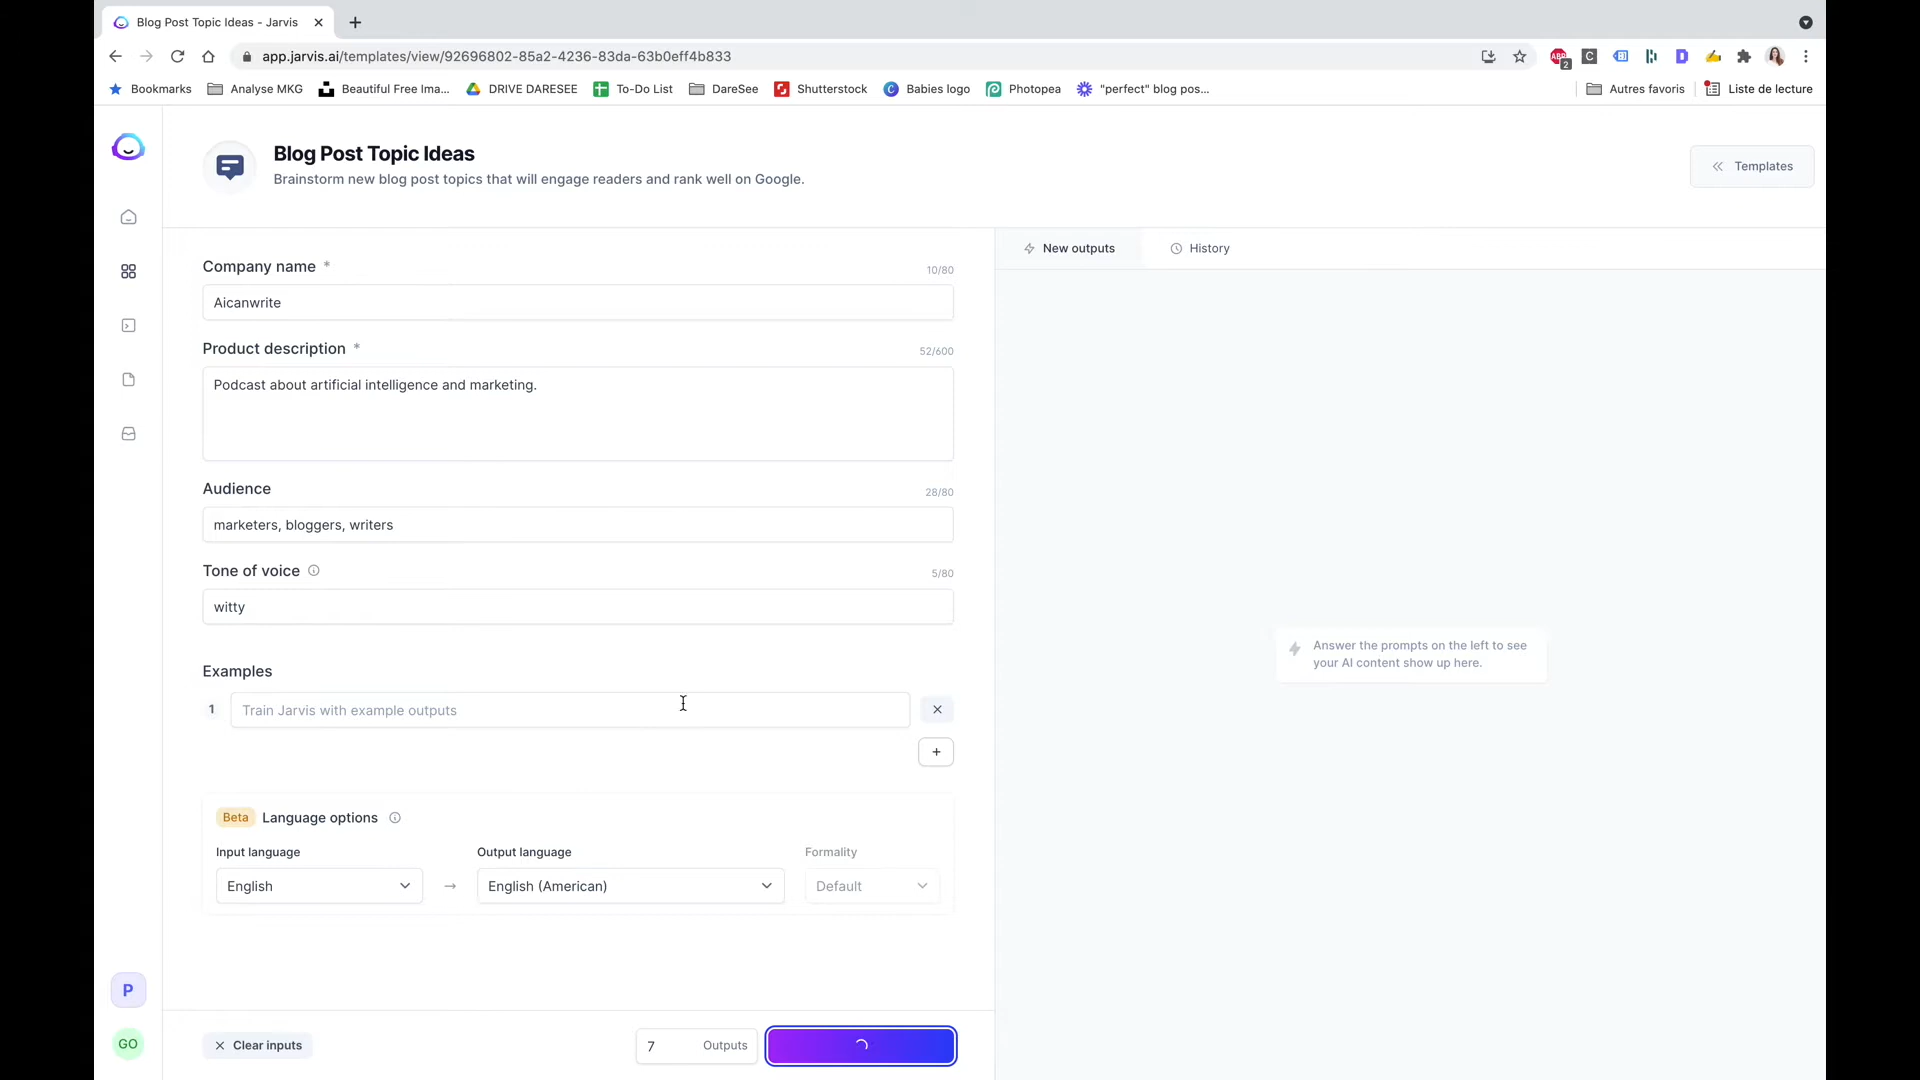 Blog Post Topic Ideas - Jarvis
app.jarvis.ai/templates/view/92696802-85a2-4236-83da-63b0eff4b833
ABP
2
C
D
Bookmarks
Analyse MKG
Beautiful Free Ima...
DRIVE DARESEE
To-Do List
DareSee
Shutterstock
Babies logo
Photopea
"perfect" blog pos...
Autres favoris
Liste de lecture
Blog Post Topic Ideas
Brainstorm new blog post topics that will engage readers and rank well on Google.
Templates
New outputs
History
Company name *
10/80
Aicanwrite
Product description *
52/600
Podcast about artificial intelligence and marketing.
Audience
28/80
marketers, bloggers, writers
Tone of voice
5/80
witty
Examples
1
Train Jarvis with example outputs
Answer the prompts on the left to see
your AI content show up here.
Beta Language options
Input language
Output language
Formality
English
English (American)
Default
P
GO
Clear inputs
7 Outputs